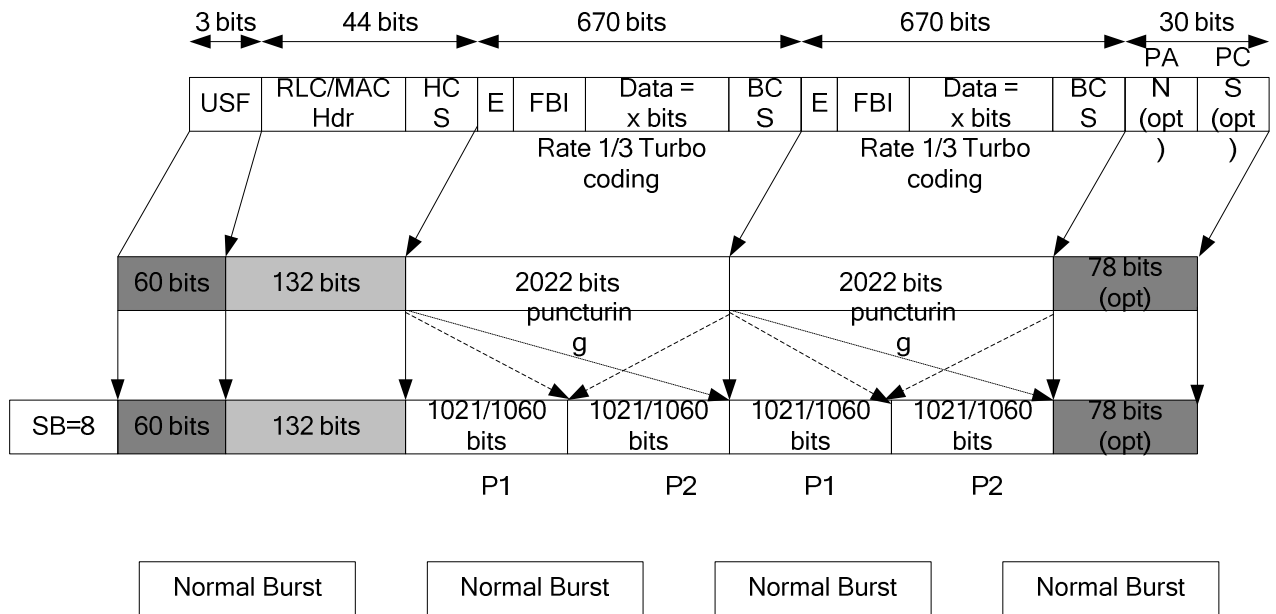 3 bits 44 bits 670 bits 670 bits 30 bits
USF
RLC/MAC
Hdr
HC
S
E
FBI
Data =
x bits
BC
S
E
FBI
Data =
x bits
BC
S
PA
N
(opt
)
PC
S
(opt
)
Rate 1/3 Turbo
coding
Rate 1/3 Turbo
coding
60 bits
132 bits
2022 bits
puncturin
g
2022 bits
puncturin
g
78 bits
(opt)
SB=8
60 bits
132 bits
1021/1060
bits
1021/1060
bits
1021/1060
bits
1021/1060
bits
78 bits
(opt)
P1 P2 P1 P2
Normal Burst Normal Burst Normal Burst Normal Burst